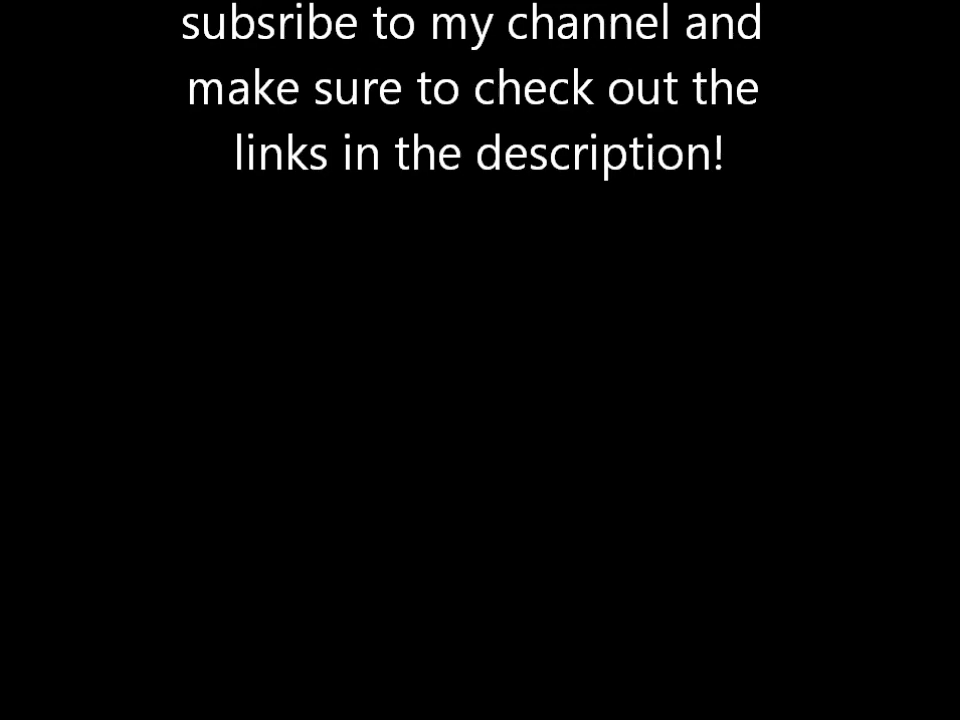 subsribe to my channel and
make sure to check out the
links in the description!